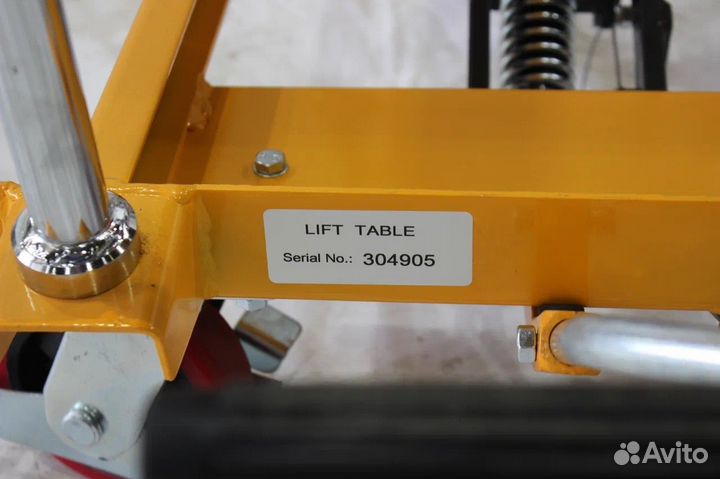 LIFT TABLE
Serial No.: 304905
Avito